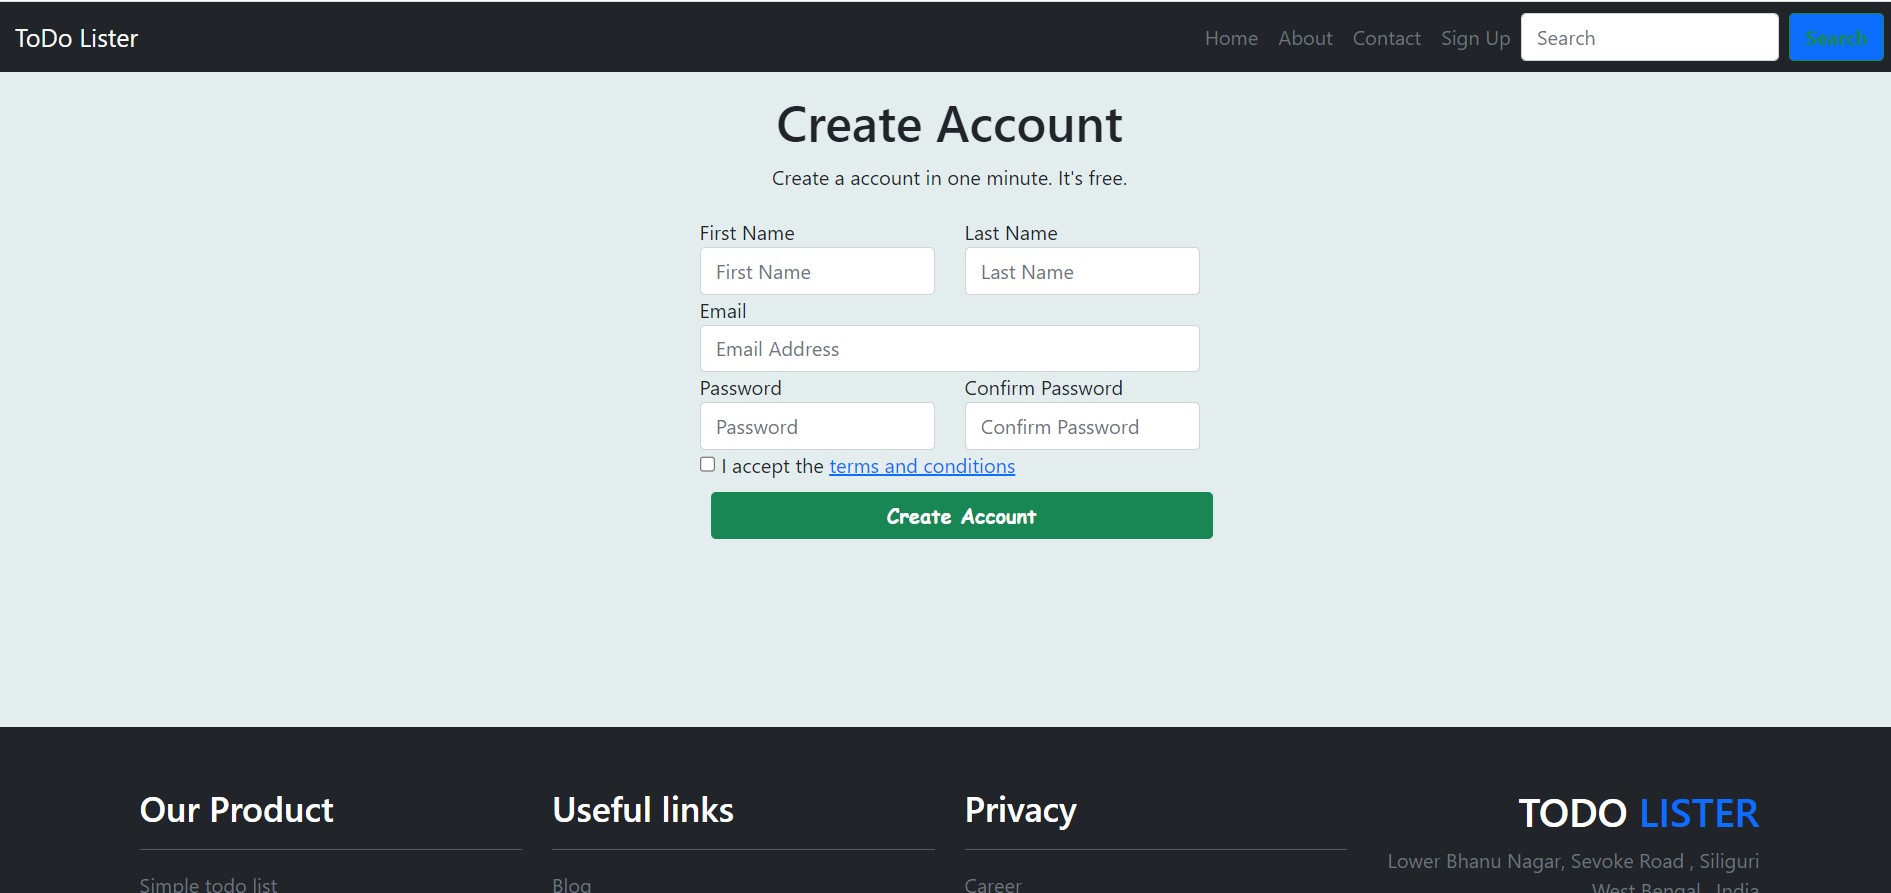 ToDo Lister Home About Contact Sign Up Search Search
Create Account
Create a account in one minute. It's free.
First Name Last Name
First Name Last Name
Email
Email Address
Password Confirm Password
Password Confirm Password
I accept the terms and conditions
Create Account
Our Product Useful links Privacy TODO LISTER
Lower Bhanu Nagar, Sevoke Road , Siliguri
Simple todo list Blog Career West Bengal , India